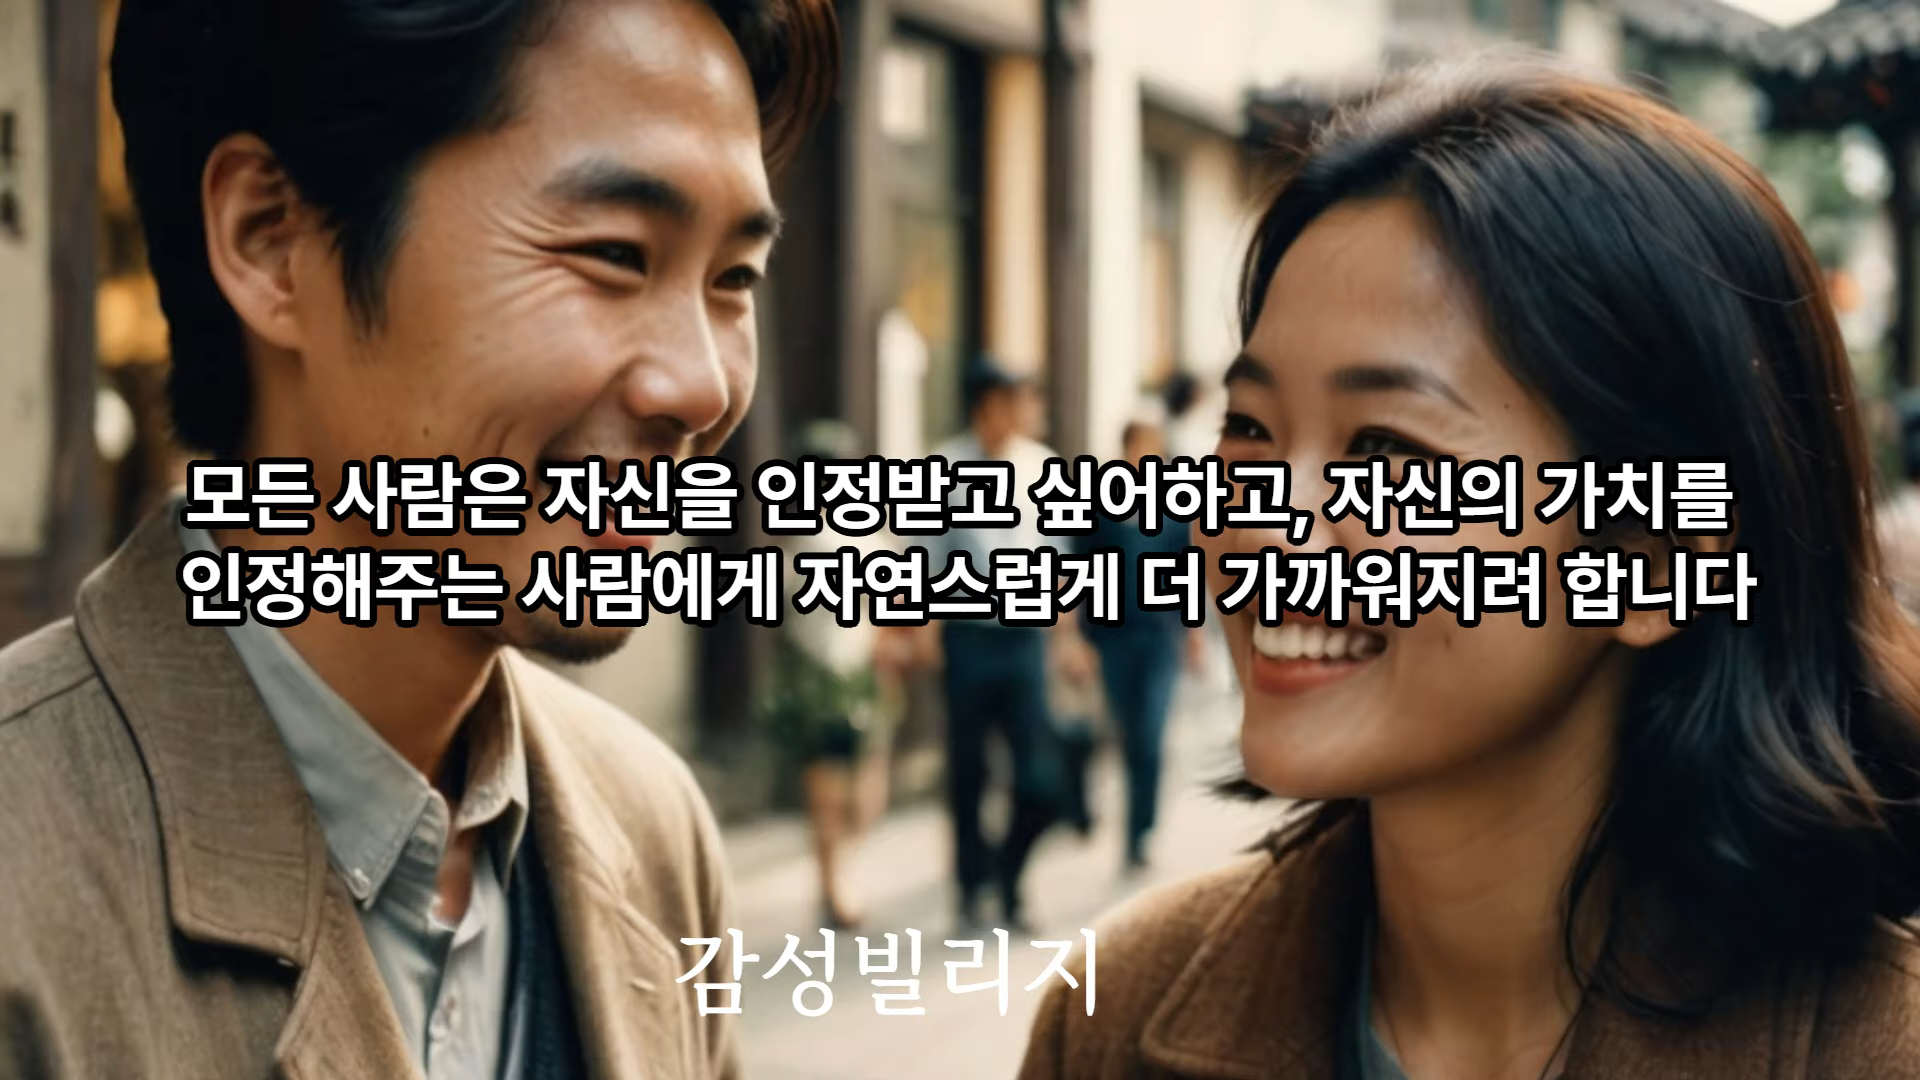 모든 사람은 자신을 인정받고 싶어하고, 자신의 가치를
인정해주는 사람에게 자연스럽게 더 가까워지려 합니다
감성빌리지